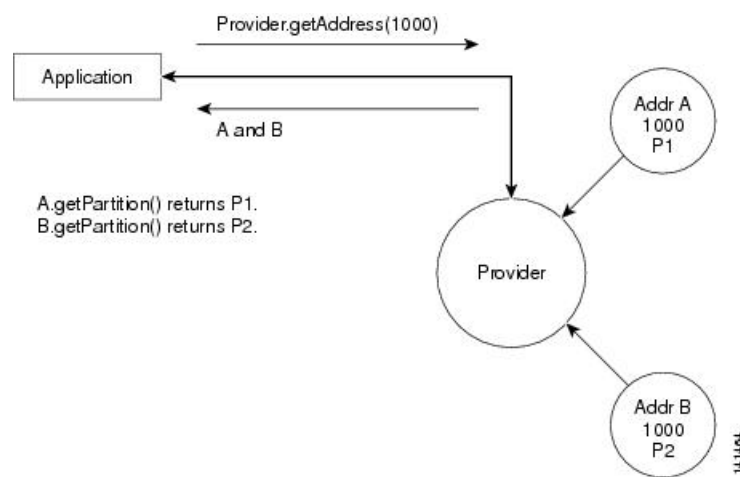 Provider.getAddress(1000)
Application
A and B
Addr A
1000
P1
A.getPartition() returns P1.
B.getPartition() returns P2.
Provider
Addr B
1000
P2